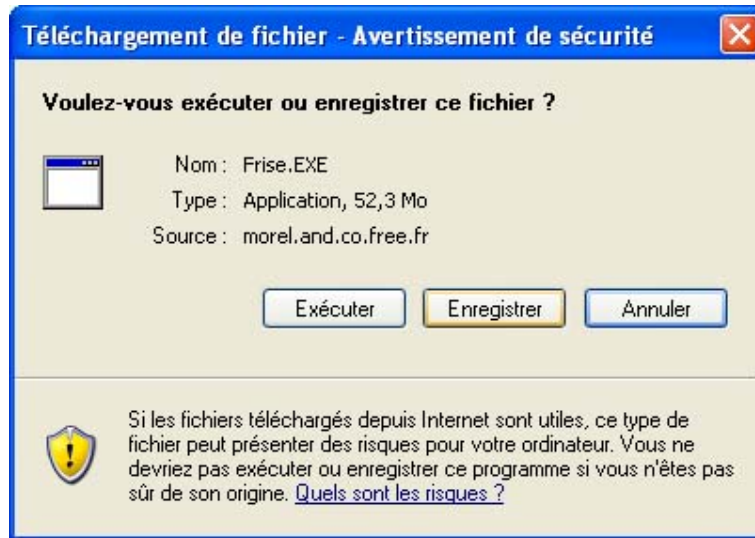 Téléchargement de fichier - Avertissement de sécurité
Voulez-vous exécuter ou enregistrer ce fichier ?
Nom : Frise.EXE
Type : Application, 52,3 Mo
Source : morel.and.co.free.fr
Exécuter Enregistrer Annuler
Si les fichiers téléchargés depuis Internet sont utiles, ce type de
fichier peut présenter des risques pour votre ordinateur. Vous ne
devriez pas exécuter ou enregistrer ce programme si vous n'êtes pas
sûr de son origine. Quels sont les risques ?